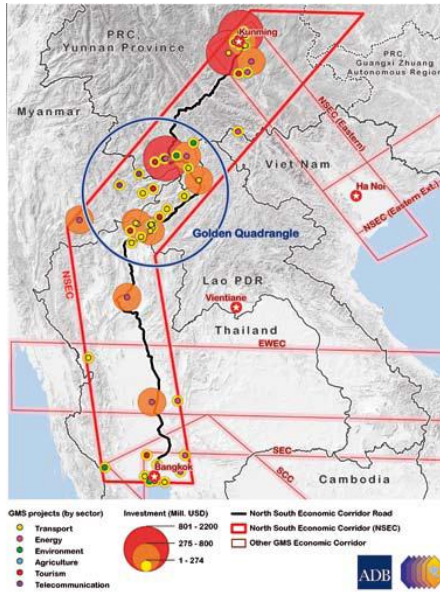 PRC,
Yunnan Province
Kunming
PRC,
Guangxi Zhuang
Autonomous Region
Myanmar
NSEC (Eastern)
Viet Nam
Ha Noi
NSEC (Eastern Ext.)
Golden Quadrangle
NSEC
Lao PDR
Vientiane
Thailand
EWEC
Bangkok
SEC
SCC
Cambodia
GMS projects (by sector)
Transport
Energy
Environment
Agriculture
Tourism
Telecommunication
Investment (Mill. USD)
801 - 2200
275 - 800
1 - 274
North South Economic Corridor Road
North South Economic Corridor (NSEC)
Other GMS Economic Corridor
ADB